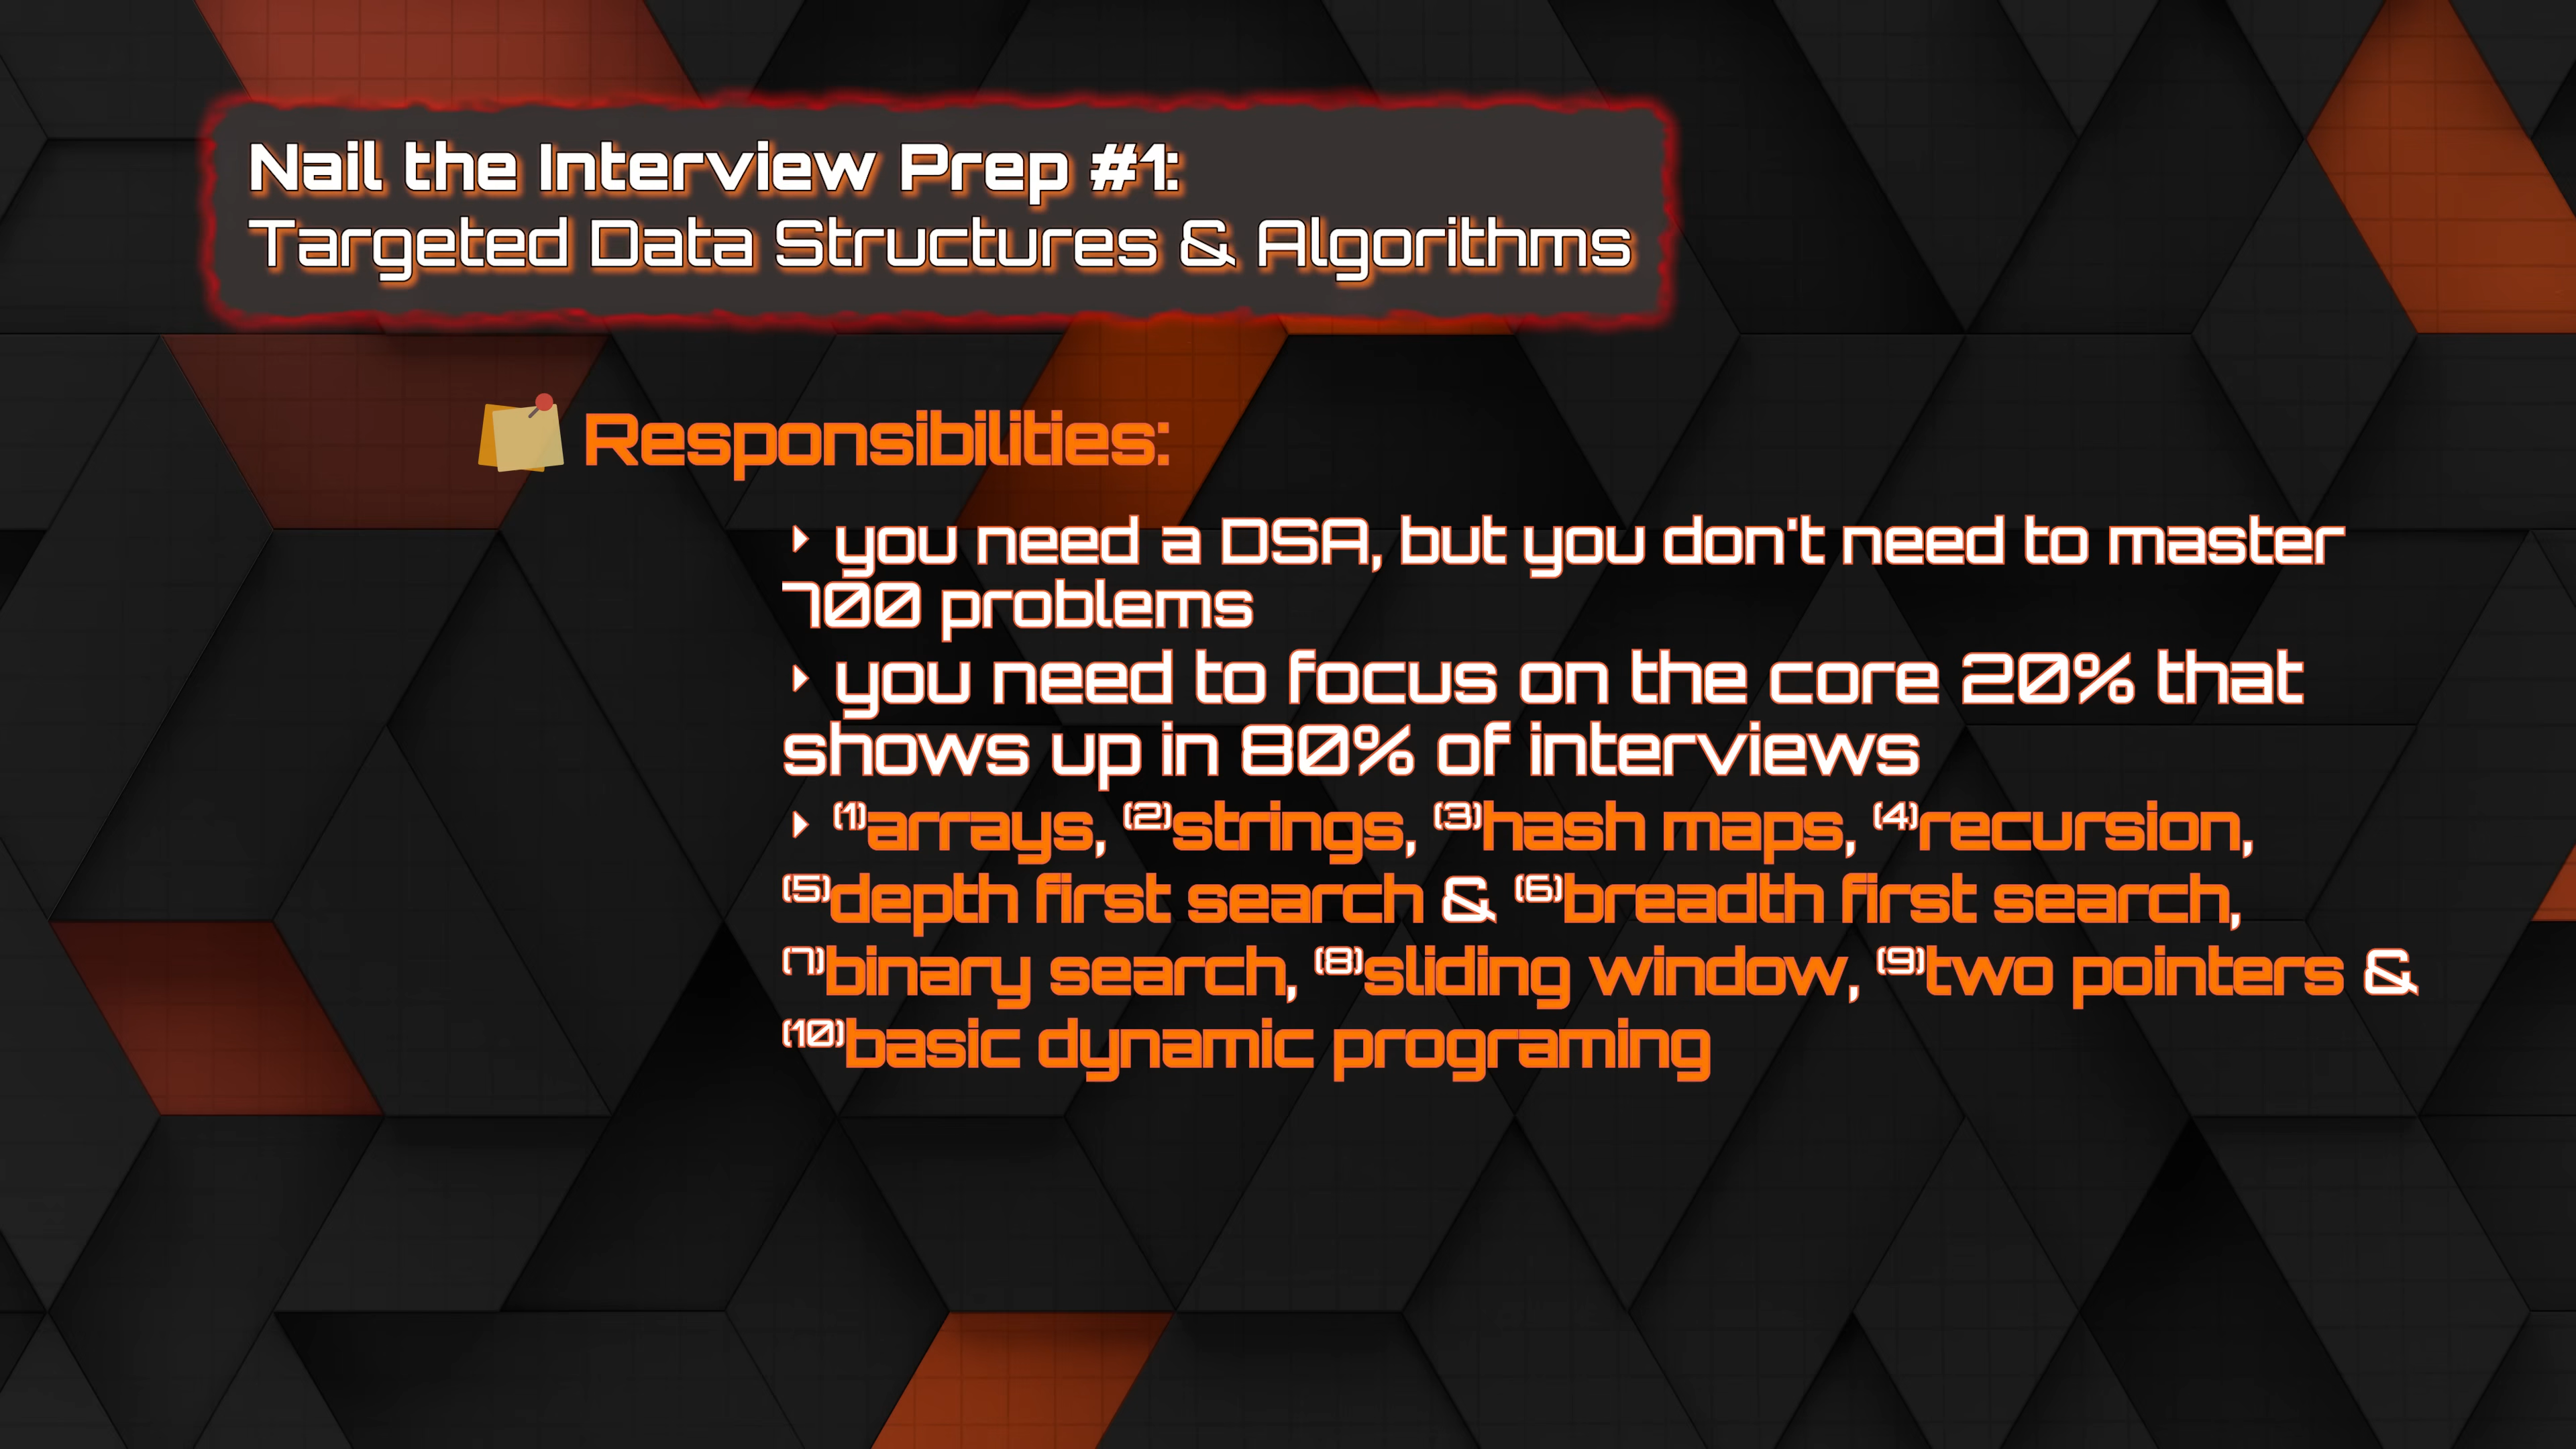 Nail the Interview Prep #1:
Targeted Data Structures & Algorithms
Responsibilities:
‣ you need a DSA, but you don't need to master
700 problems
‣ you need to focus on the core 20% that
shows up in 80% of interviews
‣ (1)arrays, (2)strings, (3)hash maps, (4)recursion,
(5)depth first search & (6)breadth first search,
(7)binary search, (8)sliding window, (9)two pointers &
(10)basic dynamic programing